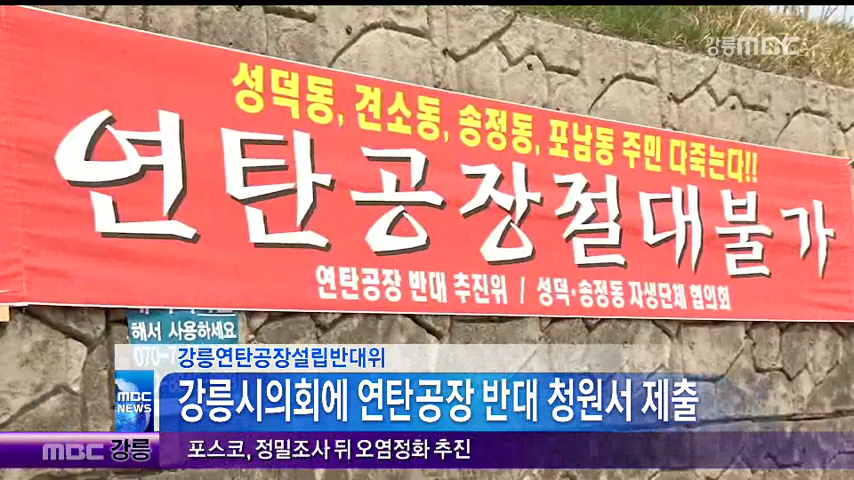 강릉MBC
성덕동, 견소동, 송정동, 포남동 주민 다죽는다!!
연탄공장절대불가
연탄공장 반대 추진위 / 성덕·송정동 자생단체 협의회
해서 사용하세요
강릉연탄공장설립반대위
MBC NEWS
강릉시의회에 연탄공장 반대 청원서 제출
MBC 강릉
포스코, 정밀조사 뒤 오염정화 추진